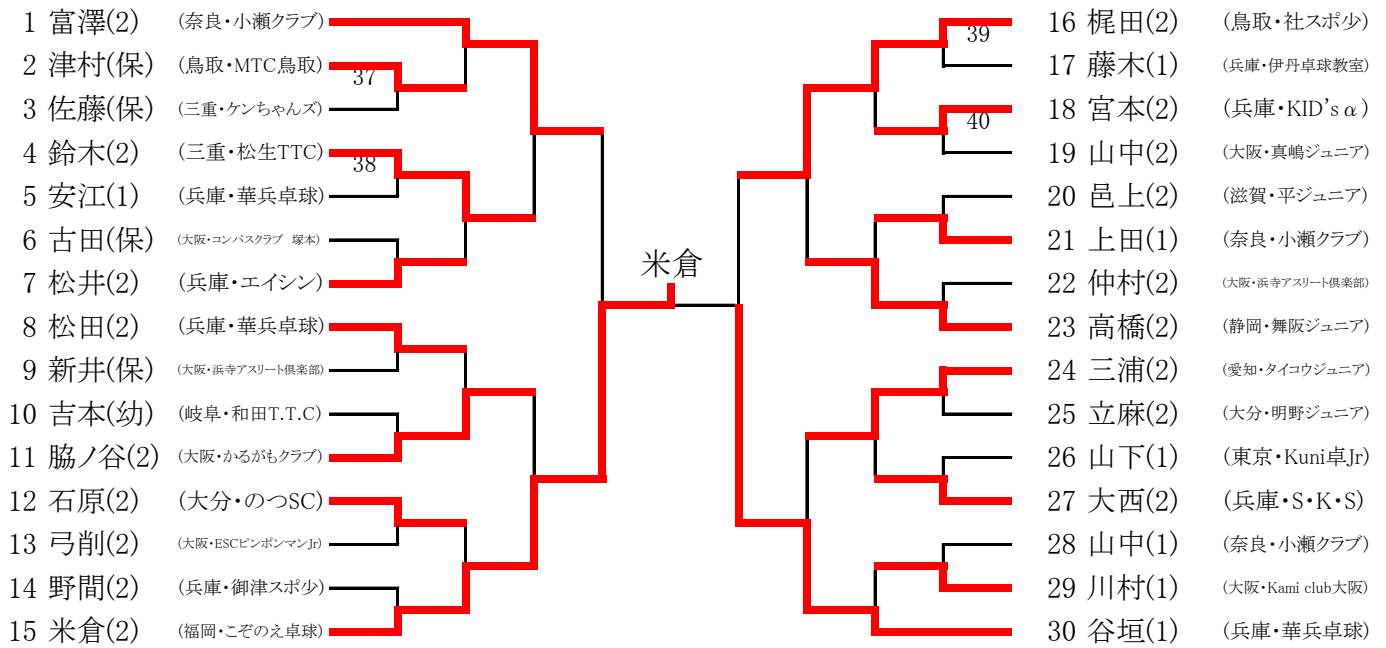 1 富澤(2) (奈良・小瀬クラブ)
2 津村(保) (鳥取・MTC鳥取)
37
3 佐藤(保) (三重・ケンちゃんズ)
4 鈴木(2) (三重・松生TTC)
38
5 安江(1) (兵庫・華兵卓球)
6 古田(保) (大阪・コンパスクラブ 塚本)
7 松井(2) (兵庫・エイシン)
8 松田(2) (兵庫・華兵卓球)
9 新井(保) (大阪・浜寺アスリート倶楽部)
10 吉本(幼) (岐阜・和田T.T.C)
11 脇ノ谷(2) (大阪・かるがもクラブ)
12 石原(2) (大分・のつSC)
13 弓削(2) (大阪・ESCピンポンマンJr)
14 野間(2) (兵庫・御津スポ少)
15 米倉(2) (福岡・こぞのえ卓球)
米倉
16 梶田(2) (鳥取・社スポ少)
39
17 藤木(1) (兵庫・伊丹卓球教室)
18 宮本(2) (兵庫・KID'sα)
40
19 山中(2) (大阪・真嶋ジュニア)
20 邑上(2) (滋賀・平ジュニア)
21 上田(1) (奈良・小瀬クラブ)
22 仲村(2) (大阪・浜寺アスリート倶楽部)
23 高橋(2) (静岡・舞阪ジュニア)
24 三浦(2) (愛知・タイコウジュニア)
25 立麻(2) (大分・明野ジュニア)
26 山下(1) (東京・Kuni卓Jr)
27 大西(2) (兵庫・S・K・S)
28 山中(1) (奈良・小瀬クラブ)
29 川村(1) (大阪・Kami club大阪)
30 谷垣(1) (兵庫・華兵卓球)